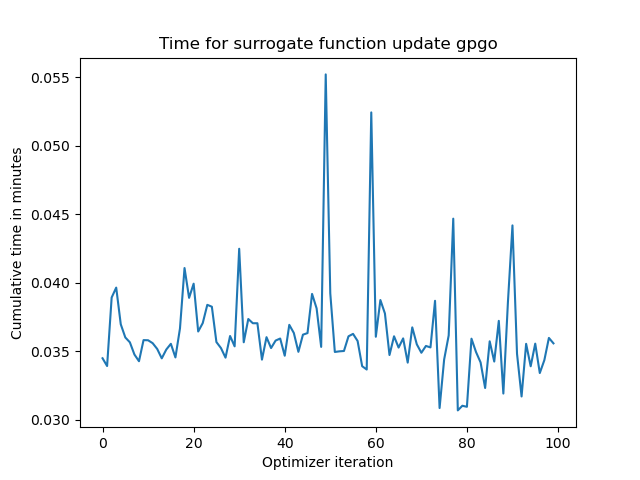 Time for surrogate function update gpgo
0.055
0.050
0.045
0.040
0.035
0.030
Cumulative time in minutes
0 20 40 60 80 100
Optimizer iteration